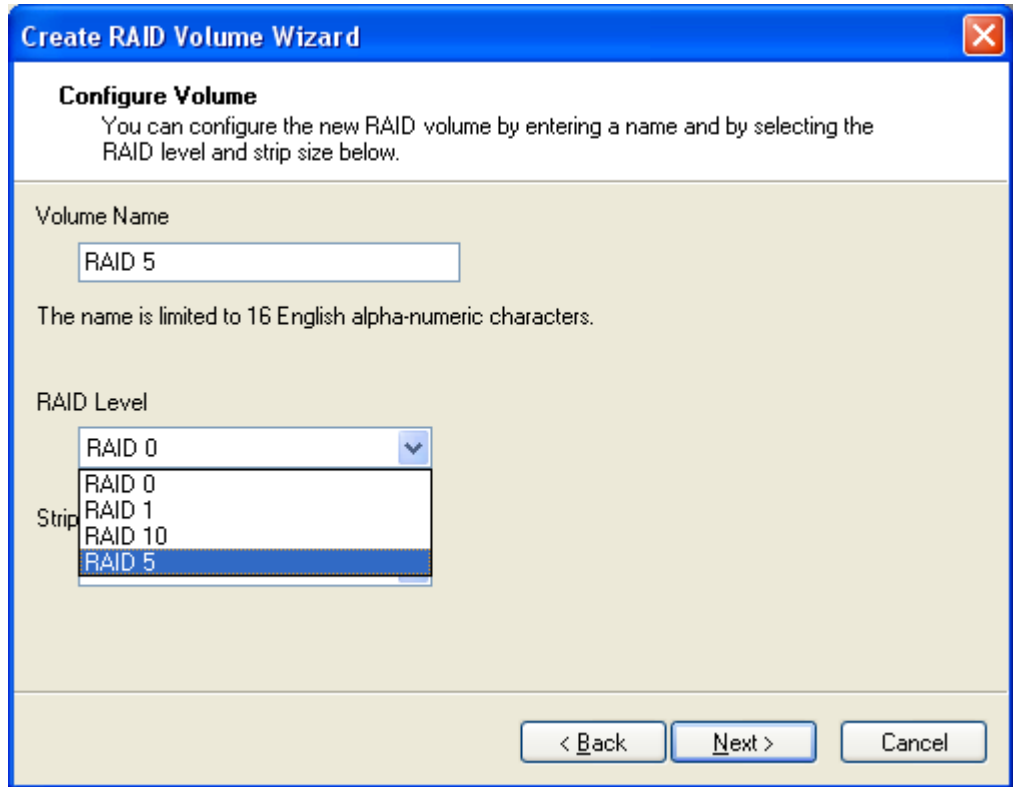 Create RAID Volume Wizard
Configure Volume
You can configure the new RAID volume by entering a name and by selecting the
RAID level and strip size below.
Volume Name
RAID 5
The name is limited to 16 English alpha-numeric characters.
RAID Level
RAID 0
RAID 0
RAID 1
Strip
RAID 10
RAID 5
< Back
Next >
Cancel